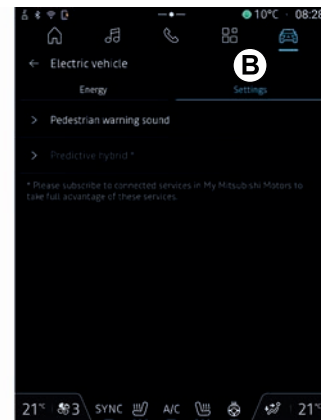 10°C 08:28
B
← Electric vehicle
Energy Settings
> Pedestrian warning sound
> Predictive hybrid *
* Please subscribe to connected services in My Mitsubishi Motors to
take full advantage of these services.
21°C 3 SYNC A/C 21°C